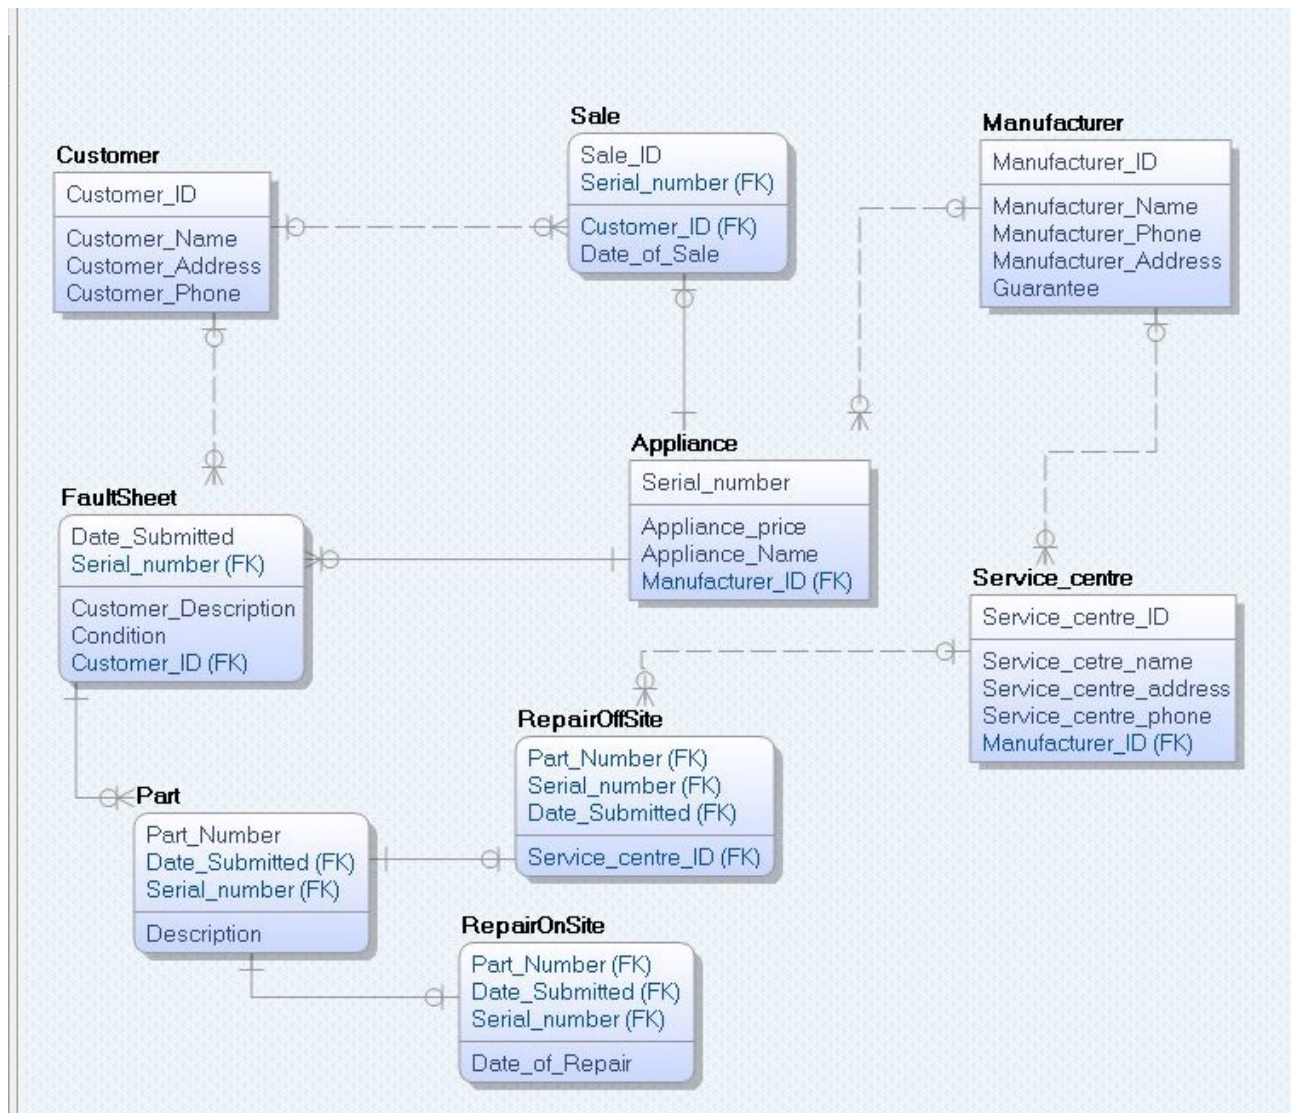 Customer
Customer_ID
Customer_Name
Customer_Address
Customer_Phone
Sale
Sale_ID
Serial_number (FK)
Customer_ID (FK)
Date_of_Sale
Manufacturer
Manufacturer_ID
Manufacturer_Name
Manufacturer_Phone
Manufacturer_Address
Guarantee
FaultSheet
Date_Submitted
Serial_number (FK)
Customer_Description
Condition
Customer_ID (FK)
Appliance
Serial_number
Appliance_price
Appliance_Name
Manufacturer_ID (FK)
Service_centre
Service_centre_ID
Service_cetre_name
Service_centre_address
Service_centre_phone
Manufacturer_ID (FK)
RepairOffSite
Part_Number (FK)
Serial_number (FK)
Date_Submitted (FK)
Service_centre_ID (FK)
Part
Part_Number
Date_Submitted (FK)
Serial_number (FK)
Description
RepairOnSite
Part_Number (FK)
Date_Submitted (FK)
Serial_number (FK)
Date_of_Repair